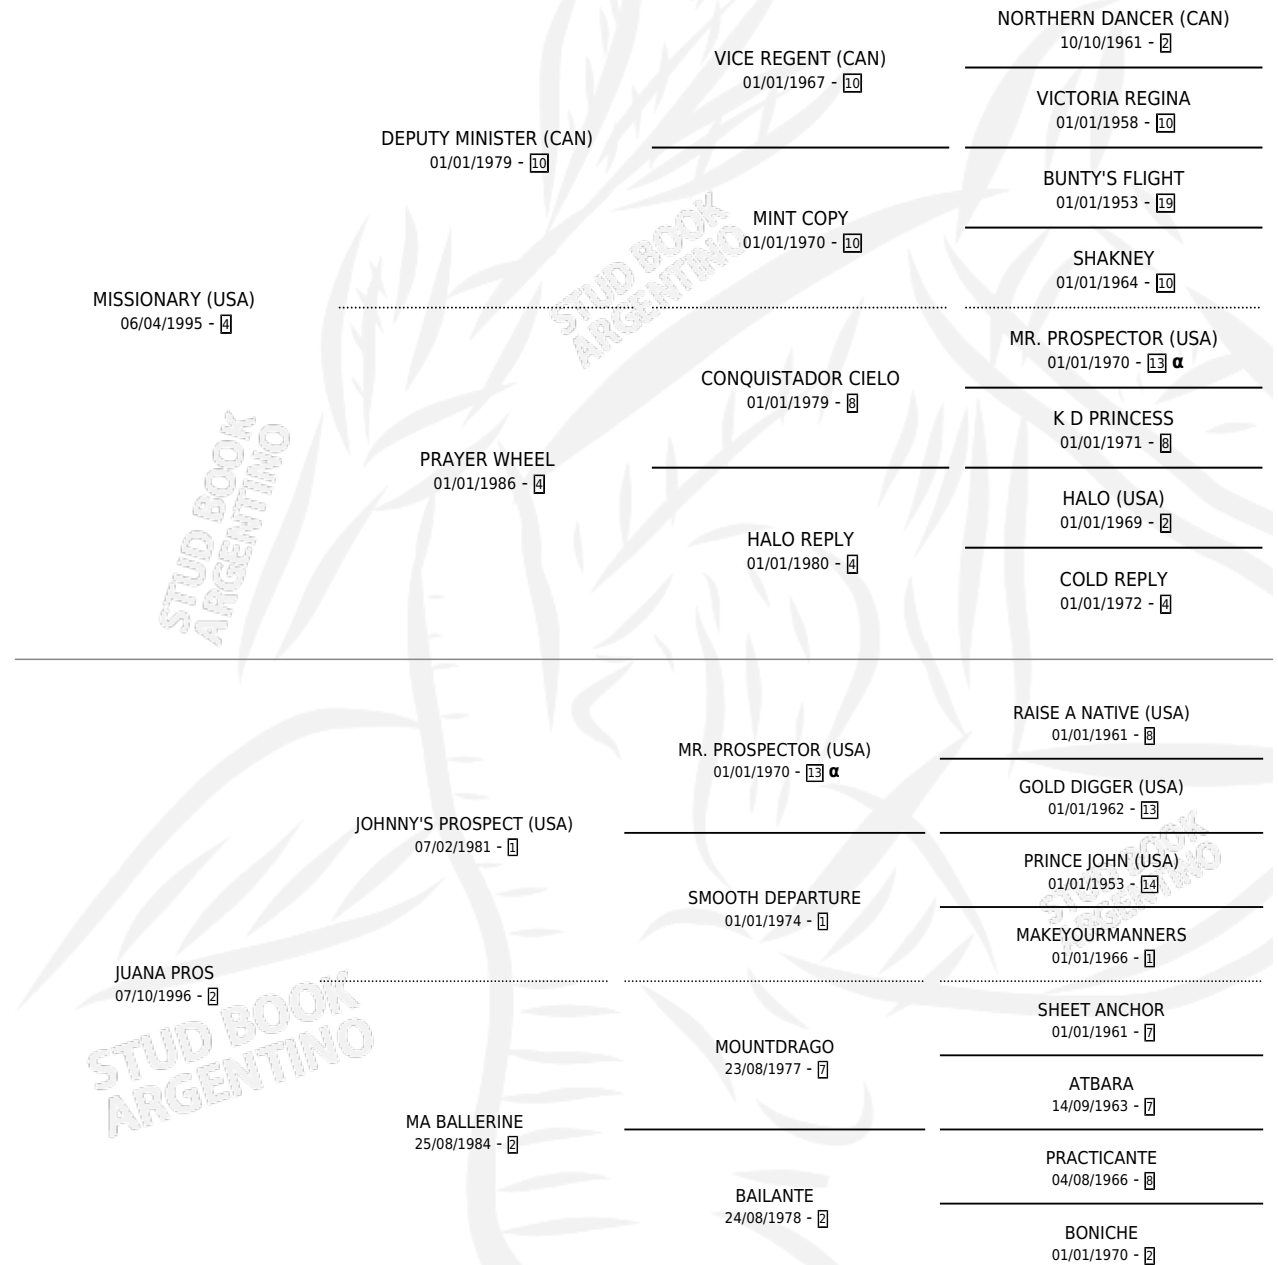 NORTHERN DANCER (CAN)
10/10/1961 - 2
VICE REGENT (CAN)
01/01/1967 - 10
VICTORIA REGINA
01/01/1958 - 10
DEPUTY MINISTER (CAN)
01/01/1979 - 10
BUNTY'S FLIGHT
01/01/1953 - 19
MINT COPY
01/01/1970 - 10
SHAKNEY
01/01/1964 - 10
MISSIONARY (USA)
06/04/1995 - 4
MR. PROSPECTOR (USA)
01/01/1970 - 13 α
CONQUISTADOR CIELO
01/01/1979 - 8
K D PRINCESS
01/01/1971 - 8
PRAYER WHEEL
01/01/1986 - 4
HALO (USA)
01/01/1969 - 2
HALO REPLY
01/01/1980 - 4
COLD REPLY
01/01/1972 - 4
RAISE A NATIVE (USA)
01/01/1961 - 8
MR. PROSPECTOR (USA)
01/01/1970 - 13 α
GOLD DIGGER (USA)
01/01/1962 - 13
JOHNNY'S PROSPECT (USA)
07/02/1981 - 1
PRINCE JOHN (USA)
01/01/1953 - 14
SMOOTH DEPARTURE
01/01/1974 - 1
MAKEYOURMANNERS
01/01/1966 - 1
JUANA PROS
07/10/1996 - 2
SHEET ANCHOR
01/01/1961 - 7
MOUNTDRAGO
23/08/1977 - 7
ATBARA
14/09/1963 - 7
MA BALLERINE
25/08/1984 - 2
PRACTICANTE
04/08/1966 - 8
BAILANTE
24/08/1978 - 2
BONICHE
01/01/1970 - 2
STUD BOOK
ARGENTINO
STUD BOOK
ARGENTINO
STUD BOOK
ARGENTINO
STUD BOOK
ARGENTINO